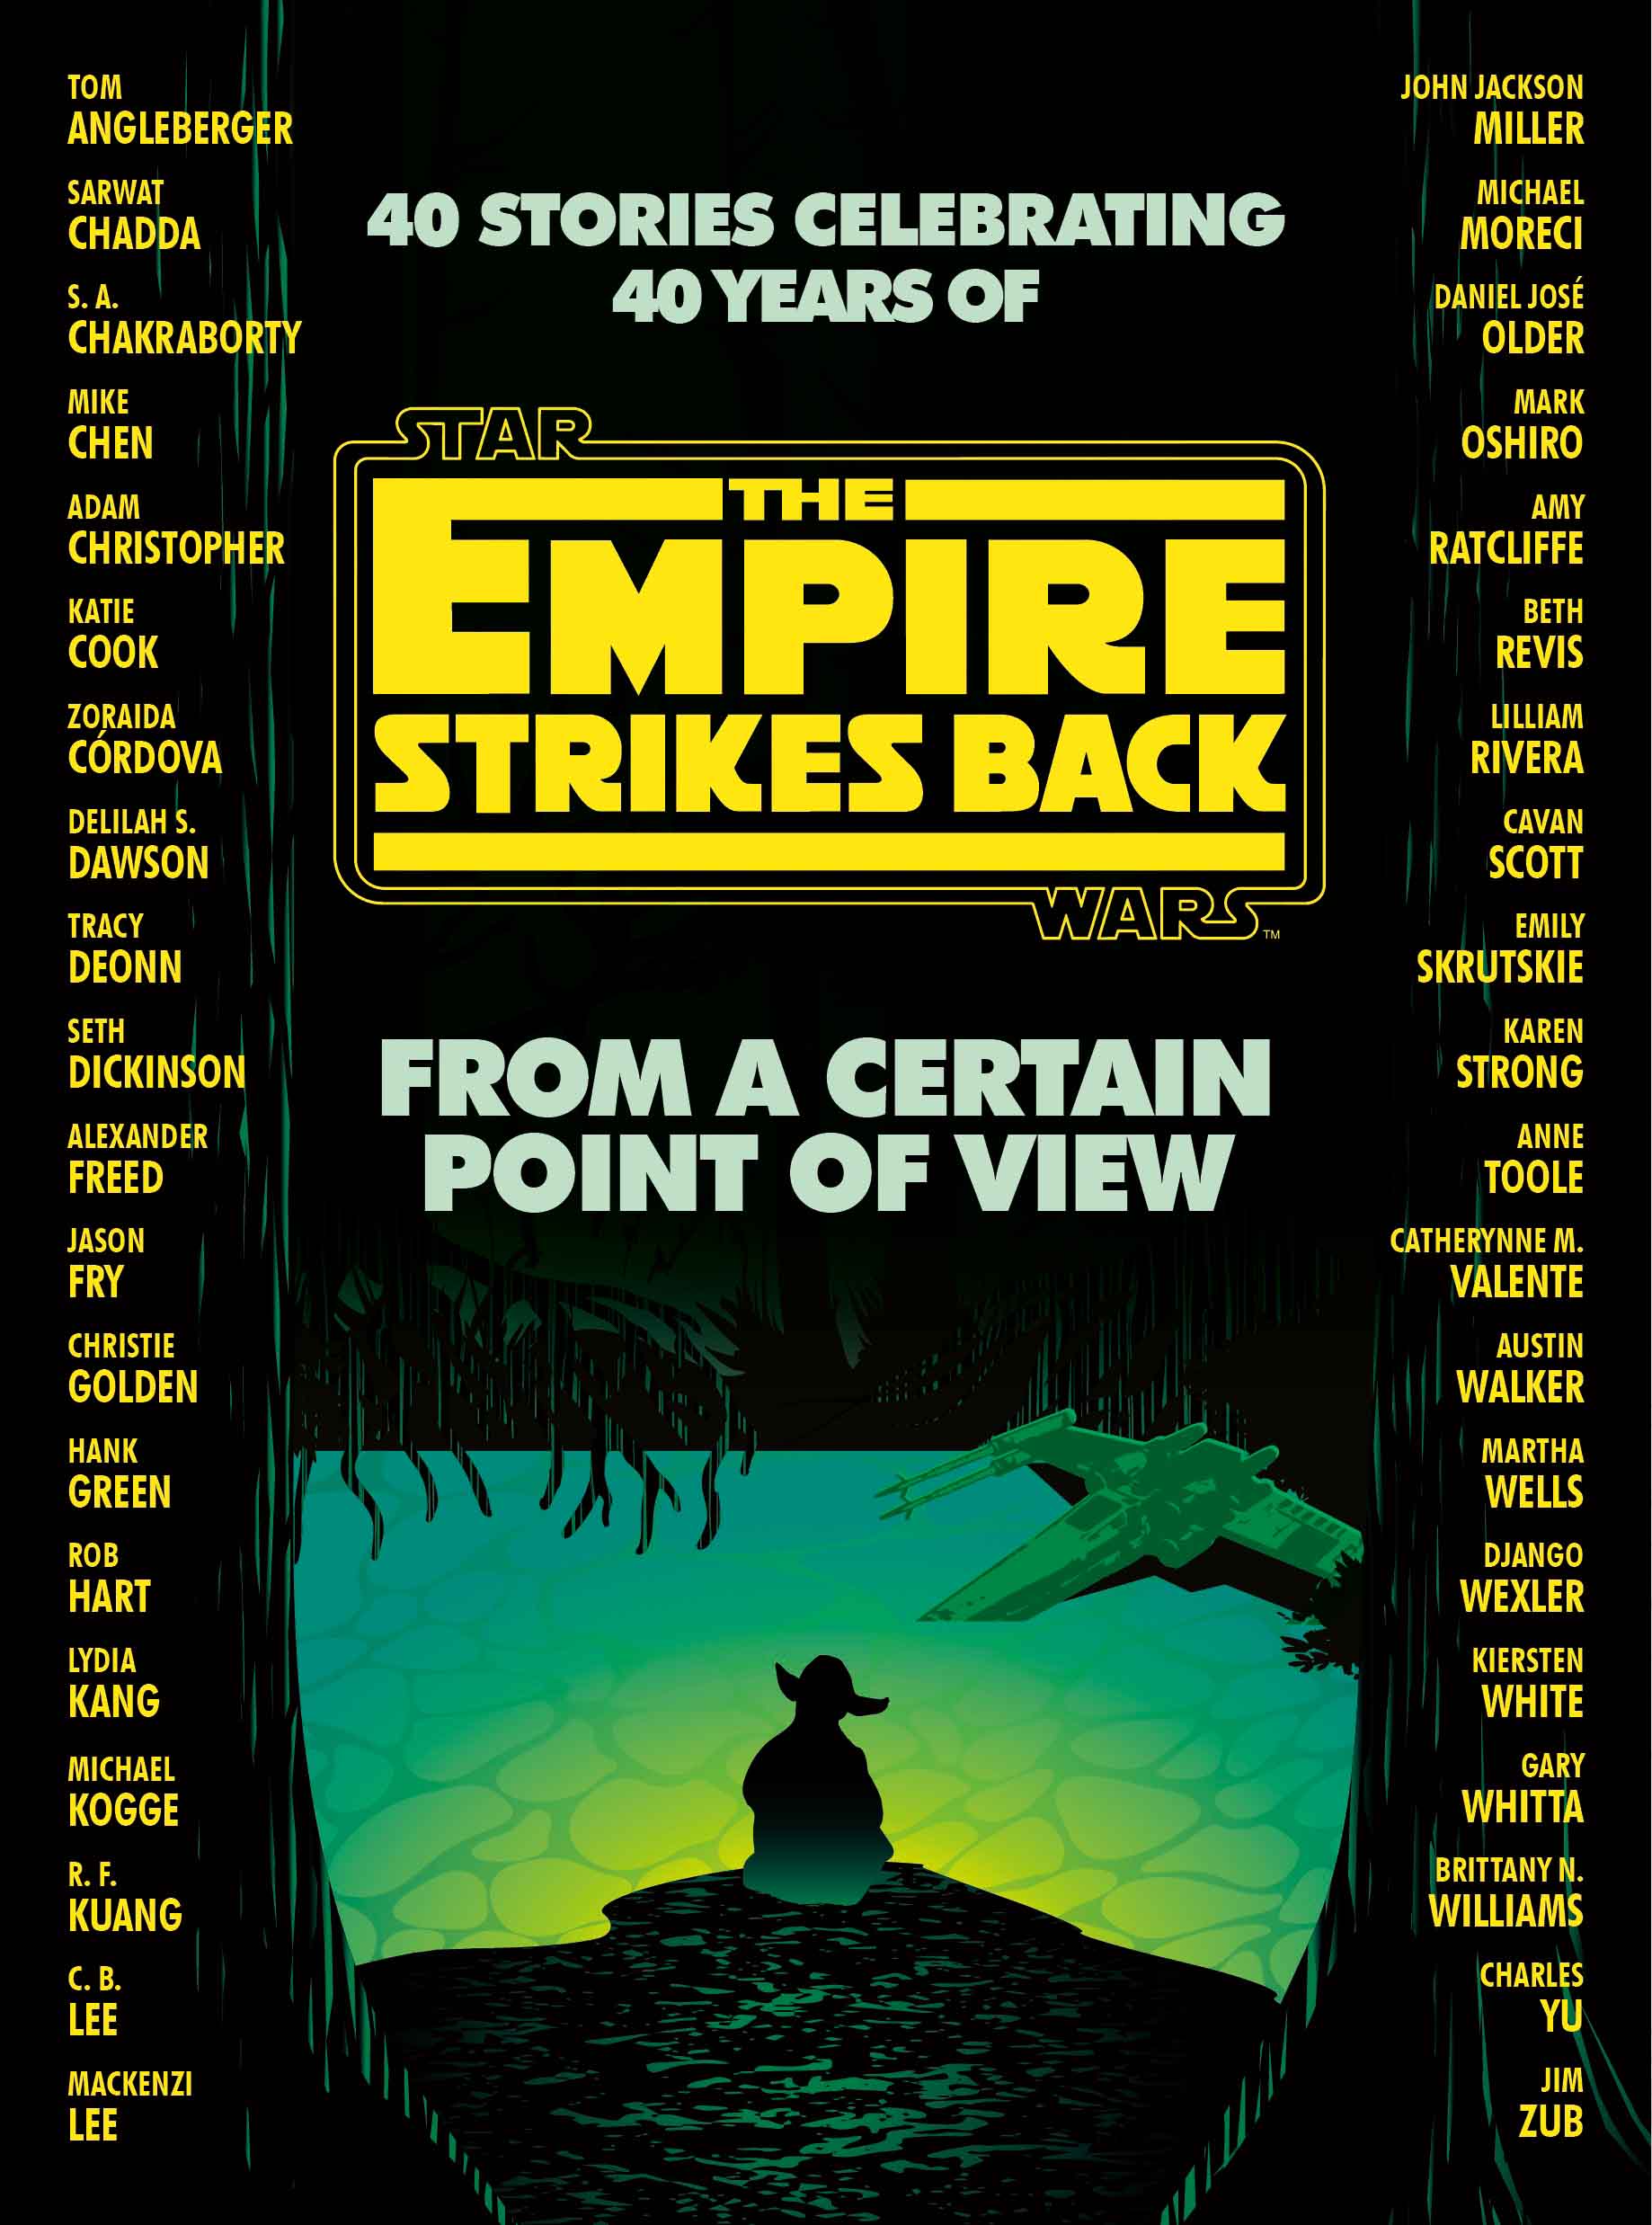 TOM
ANGLEBERGER
SARWAT
CHADDA
S. A.
CHAKRABORTY
MIKE
CHEN
ADAM
CHRISTOPHER
KATIE
COOK
ZORAIDA
CÓRDOVA
DELILAH S.
DAWSON
TRACY
DEONN
SETH
DICKINSON
ALEXANDER
FREED
JASON
FRY
CHRISTIE
GOLDEN
HANK
GREEN
ROB
HART
LYDIA
KANG
MICHAEL
KOGGE
R. F.
KUANG
C. B.
LEE
MACKENZI
LEE
40 STORIES CELEBRATING
40 YEARS OF
STAR
THE
EMPIRE
STRIKES BACK
WARS™
FROM A CERTAIN
POINT OF VIEW
JOHN JACKSON
MILLER
MICHAEL
MORECI
DANIEL JOSÉ
OLDER
MARK
OSHIRO
AMY
RATCLIFFE
BETH
REVIS
LILLIAM
RIVERA
CAVAN
SCOTT
EMILY
SKRUTSKIE
KAREN
STRONG
ANNE
TOOLE
CATHERYNNE M.
VALENTE
AUSTIN
WALKER
MARTHA
WELLS
DJANGO
WEXLER
KIERSTEN
WHITE
GARY
WHITTA
BRITTANY N.
WILLIAMS
CHARLES
YU
JIM
ZUB